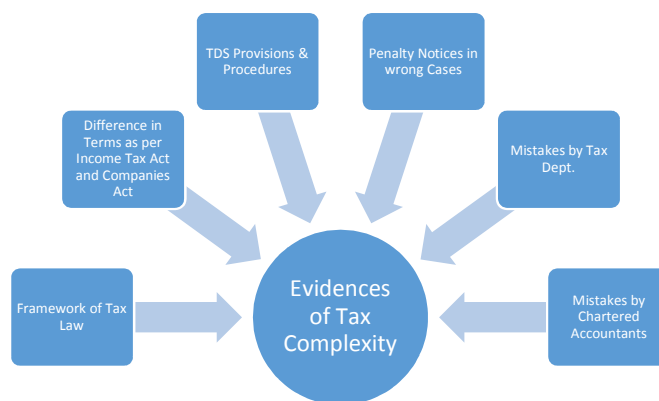 TDS Provisions &
Procedures
Penalty Notices in
wrong Cases
Difference in
Terms as per
Income Tax Act
and Companies
Act
Mistakes by Tax
Dept.
Framework of Tax
Law
Evidences
of Tax
Complexity
Mistakes by
Chartered
Accountants